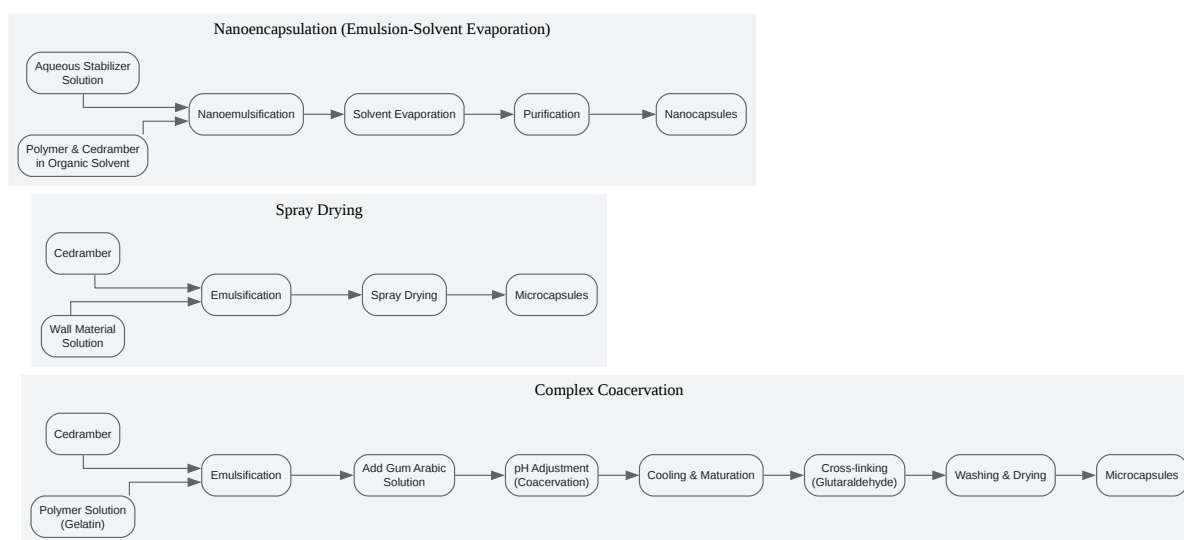 Nanoencapsulation (Emulsion-Solvent Evaporation)
Aqueous Stabilizer
Solution
Polymer & Cedramber
in Organic Solvent
Nanoemulsification
Solvent Evaporation
Purification
Nanocapsules
Spray Drying
Cedramber
Wall Material
Solution
Emulsification
Spray Drying
Microcapsules
Complex Coacervation
Cedramber
Polymer Solution
(Gelatin)
Emulsification
Add Gum Arabic
Solution
pH Adjustment
(Coacervation)
Cooling & Maturation
Cross-linking
(Glutaraldehyde)
Washing & Drying
Microcapsules